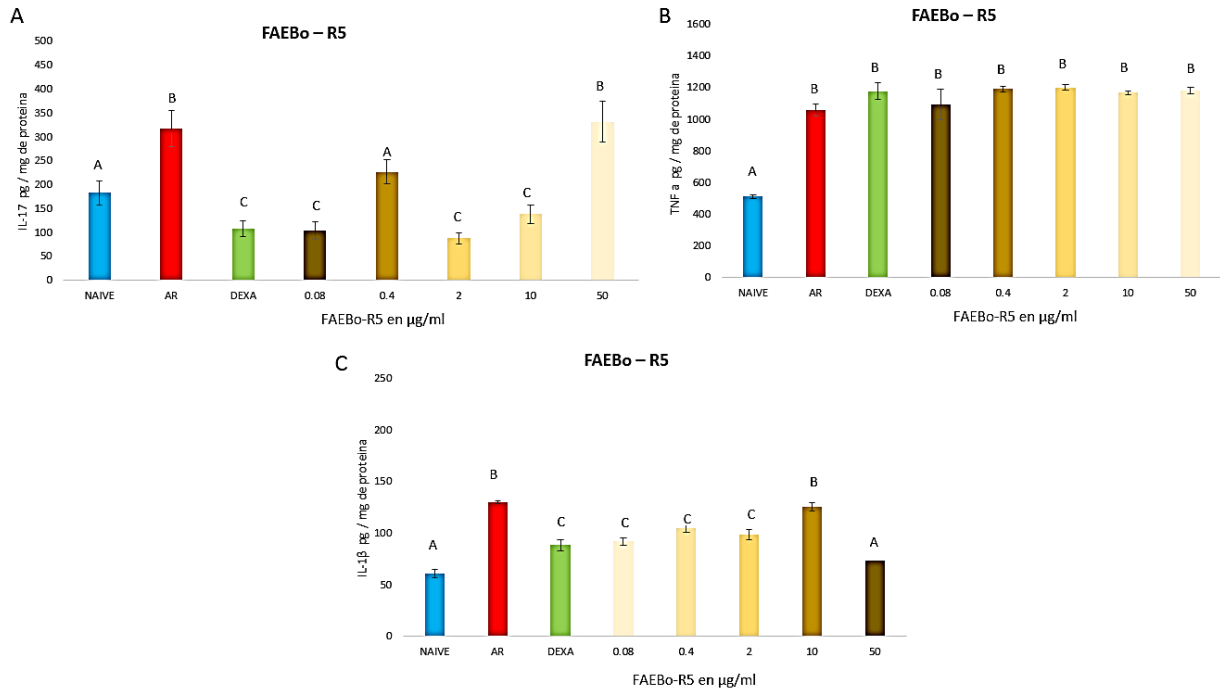 A
FAEBo – R5
IL-17 pg / mg de proteina
500
450
400
350
300
250
200
150
100
50
0
A
B
C
C
A
C
C
B
NAIVE AR DEXA 0.08 0.4 2 10 50
FAEBo-R5 en µg/ml
B
FAEBo – R5
TNF a pg / mg de proteina
1600
1400
1200
1000
800
600
400
200
0
A
B
B
B
B
B
B
B
NAIVE AR DEXA 0.08 0.4 2 10 50
FAEBo-R5 en µg/ml
C
FAEBo – R5
IL-1β pg / mg de proteina
250
200
150
100
50
0
A
B
C
C
C
C
B
A
NAIVE AR DEXA 0.08 0.4 2 10 50
FAEBo-R5 en µg/ml